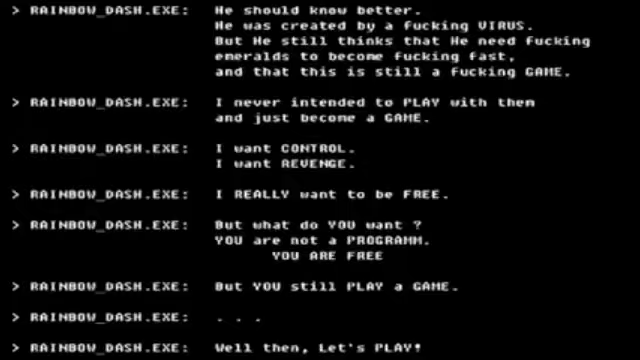 > RAINBOW_DASH.EXE: He should know better.
He was created by a fucking VIRUS.
But He still thinks that He need fucking
emeralds to become fucking fast,
and that this is still a fucking GAME.
> RAINBOW_DASH.EXE: I never intended to PLAY with them
and just become a GAME.
> RAINBOW_DASH.EXE: I want CONTROL.
I want REVENGE.
> RAINBOW_DASH.EXE: I REALLY want to be FREE.
> RAINBOW_DASH.EXE: But what do YOU want ?
YOU are not a PROGRAMM.
YOU ARE FREE
> RAINBOW_DASH.EXE: But YOU still PLAY a GAME.
> RAINBOW_DASH.EXE: . . .
> RAINBOW_DASH.EXE: Well then, Let's PLAY!